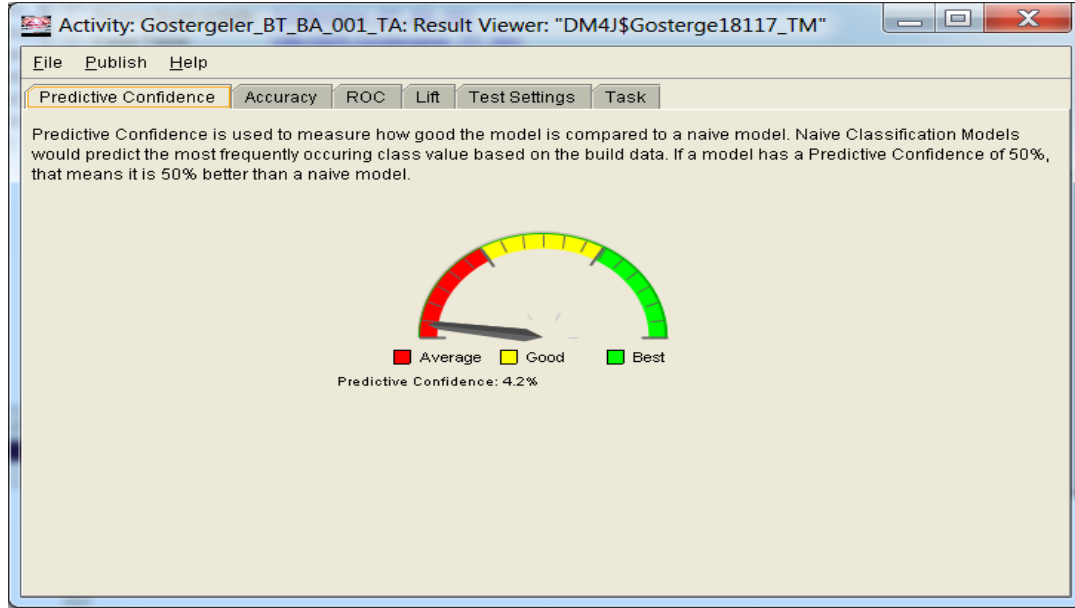 Activity: Gostergeler_BT_BA_001_TA: Result Viewer: "DM4J$Gosterge18117_TM"
File Publish Help
Predictive Confidence Accuracy ROC Lift Test Settings Task
Predictive Confidence is used to measure how good the model is compared to a naive model. Naive Classification Models
would predict the most frequently occuring class value based on the build data. If a model has a Predictive Confidence of 50%,
that means it is 50% better than a naive model.
Average Good Best
Predictive Confidence: 4.2%